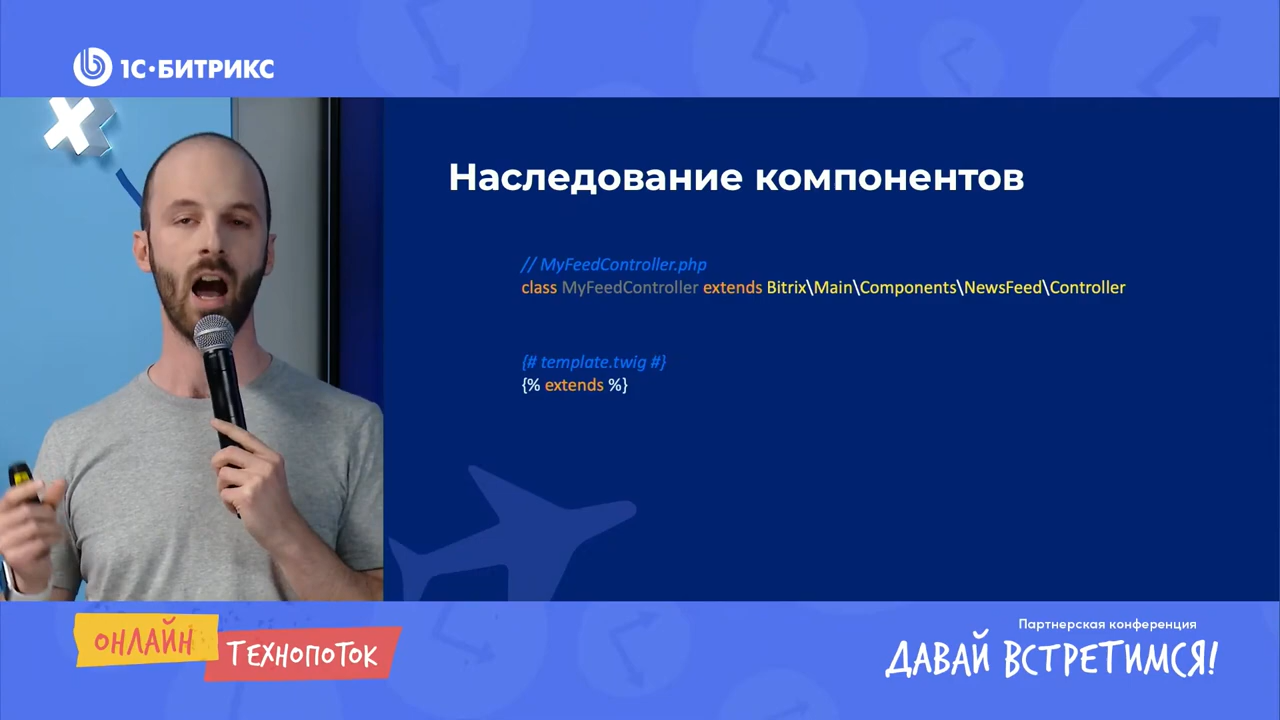 1С·БИТРИКС
Наследование компонентов
// MyFeedController.php
class MyFeedController extends Bitrix\Main\Components\NewsFeed\Controller
{# template.twig #}
{% extends %}
ОНЛАЙН
ТЕХНОПОТОК
Партнерская конференция
ДАВАЙ ВСТРЕТИМСЯ!